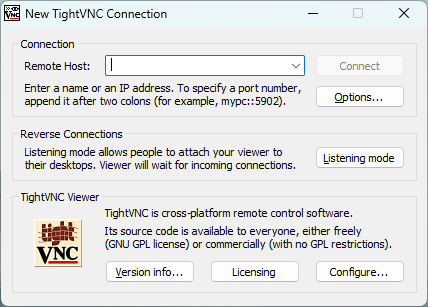 New TightVNC Connection
Connection
Remote Host:
Connect
Enter a name or an IP address. To specify a port number,
append it after two colons (for example, mypc::5902).
Options...
Reverse Connections
Listening mode allows people to attach your viewer to
their desktops. Viewer will wait for incoming connections.
Listening mode
TightVNC Viewer
tight
VNC
TightVNC is cross-platform remote control software.
Its source code is available to everyone, either freely
(GNU GPL license) or commercially (with no GPL restrictions).
Version info...
Licensing
Configure...